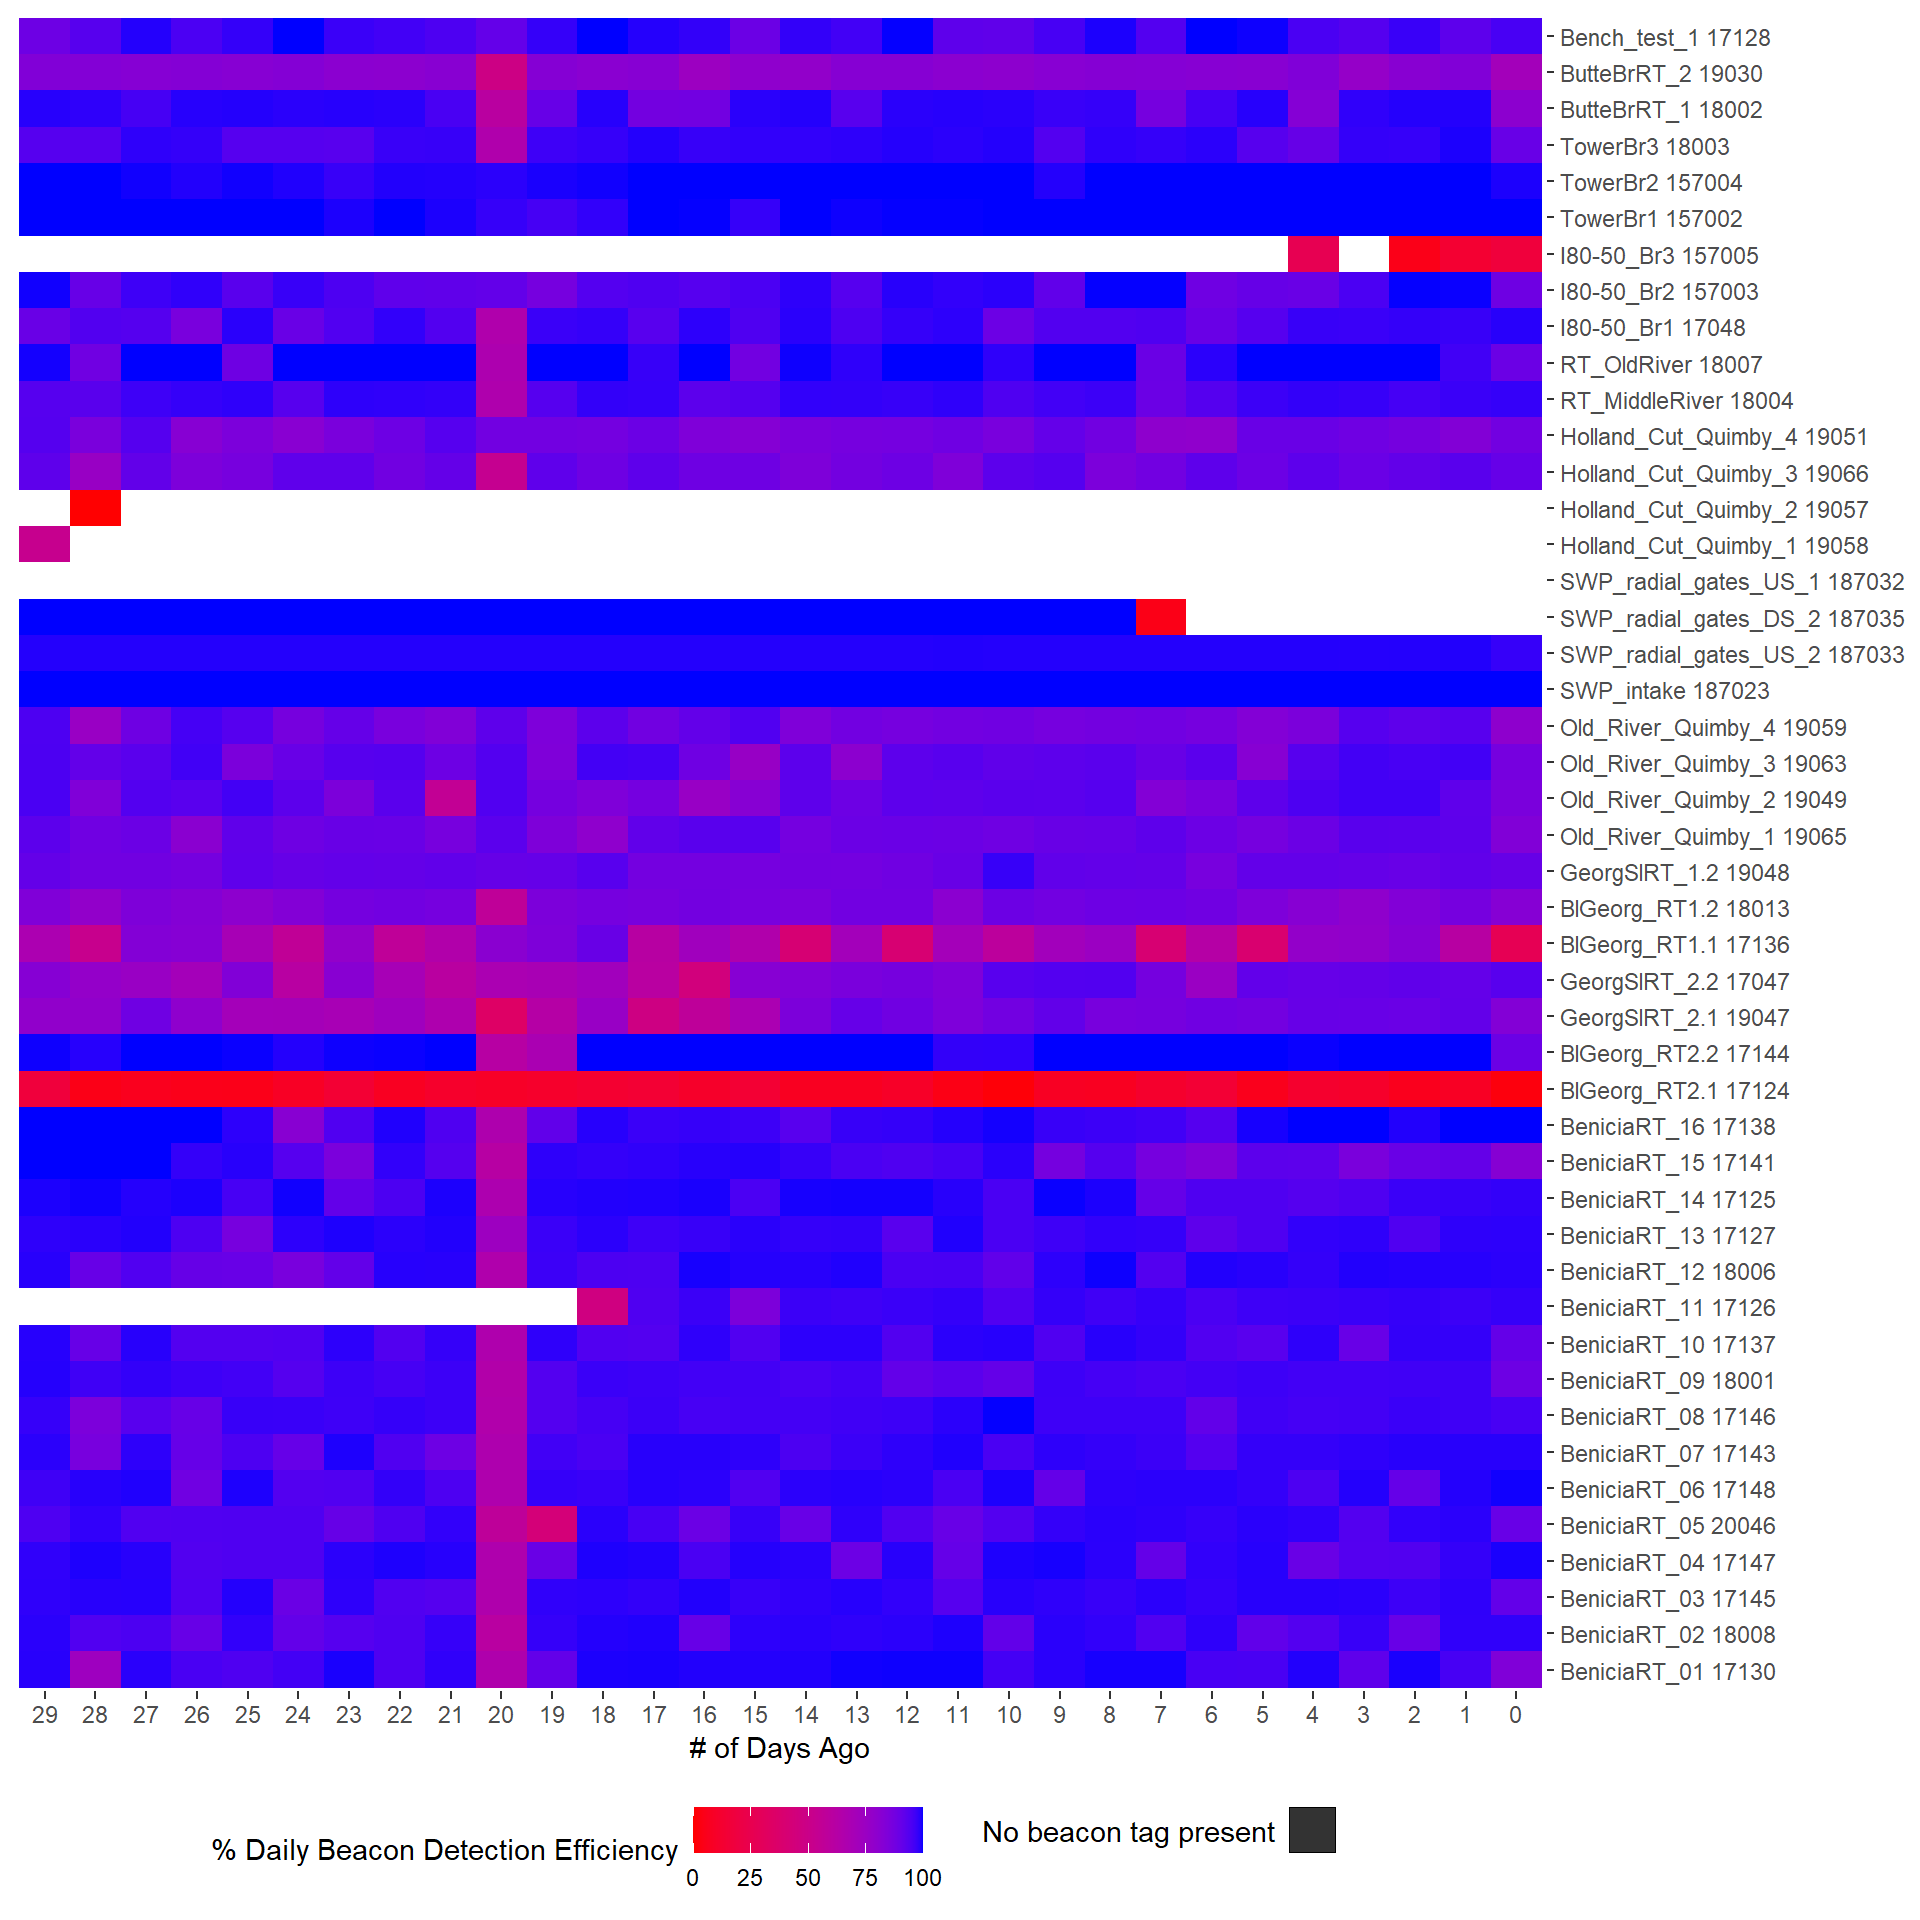 Bench_test_1 17128
ButteBrRT_2 19030
ButteBrRT_1 18002
TowerBr3 18003
TowerBr2 157004
TowerBr1 157002
I80-50_Br3 157005
I80-50_Br2 157003
I80-50_Br1 17048
RT_OldRiver 18007
RT_MiddleRiver 18004
Holland_Cut_Quimby_4 19051
Holland_Cut_Quimby_3 19066
Holland_Cut_Quimby_2 19057
Holland_Cut_Quimby_1 19058
SWP_radial_gates_US_1 187032
SWP_radial_gates_DS_2 187035
SWP_radial_gates_US_2 187033
SWP_intake 187023
Old_River_Quimby_4 19059
Old_River_Quimby_3 19063
Old_River_Quimby_2 19049
Old_River_Quimby_1 19065
GeorgSlRT_1.2 19048
BlGeorg_RT1.2 18013
BlGeorg_RT1.1 17136
GeorgSlRT_2.2 17047
GeorgSlRT_2.1 19047
BlGeorg_RT2.2 17144
BlGeorg_RT2.1 17124
BeniciaRT_16 17138
BeniciaRT_15 17141
BeniciaRT_14 17125
BeniciaRT_13 17127
BeniciaRT_12 18006
BeniciaRT_11 17126
BeniciaRT_10 17137
BeniciaRT_09 18001
BeniciaRT_08 17146
BeniciaRT_07 17143
BeniciaRT_06 17148
BeniciaRT_05 20046
BeniciaRT_04 17147
BeniciaRT_03 17145
BeniciaRT_02 18008
BeniciaRT_01 17130
29 28 27 26 25 24 23 22 21 20 19 18 17 16 15 14 13 12 11 10 9 8 7 6 5 4 3 2 1 0
# of Days Ago
% Daily Beacon Detection Efficiency
0 25 50 75 100
No beacon tag present